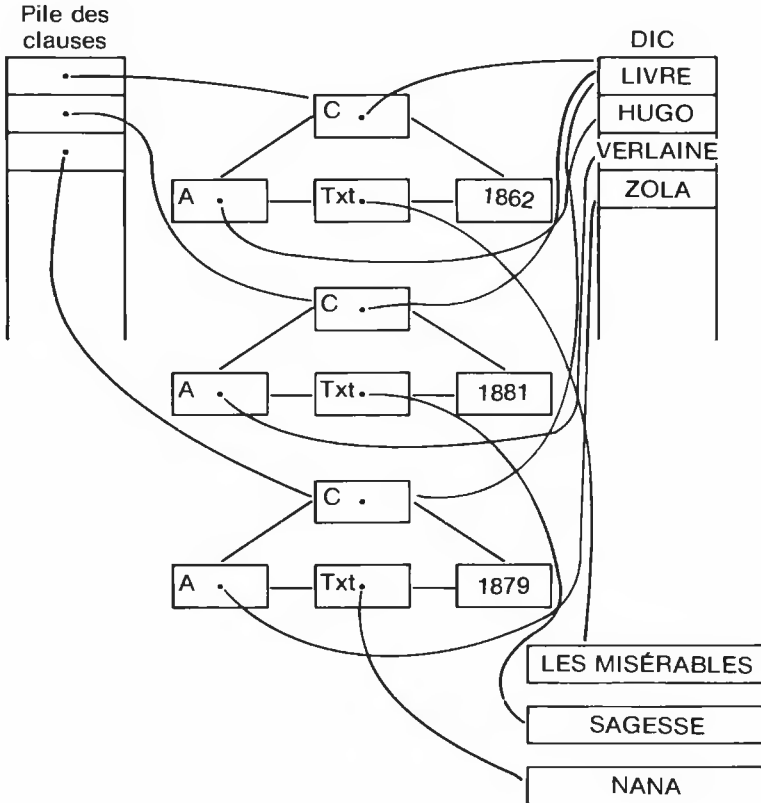 Pile des
clauses
DIC
LIVRE
C
HUGO
VERLAINE
A
Txt
1862
ZOLA
C
A
Txt
1881
C
A
Txt
1879
LES MISÉRABLES
SAGESSE
NANA